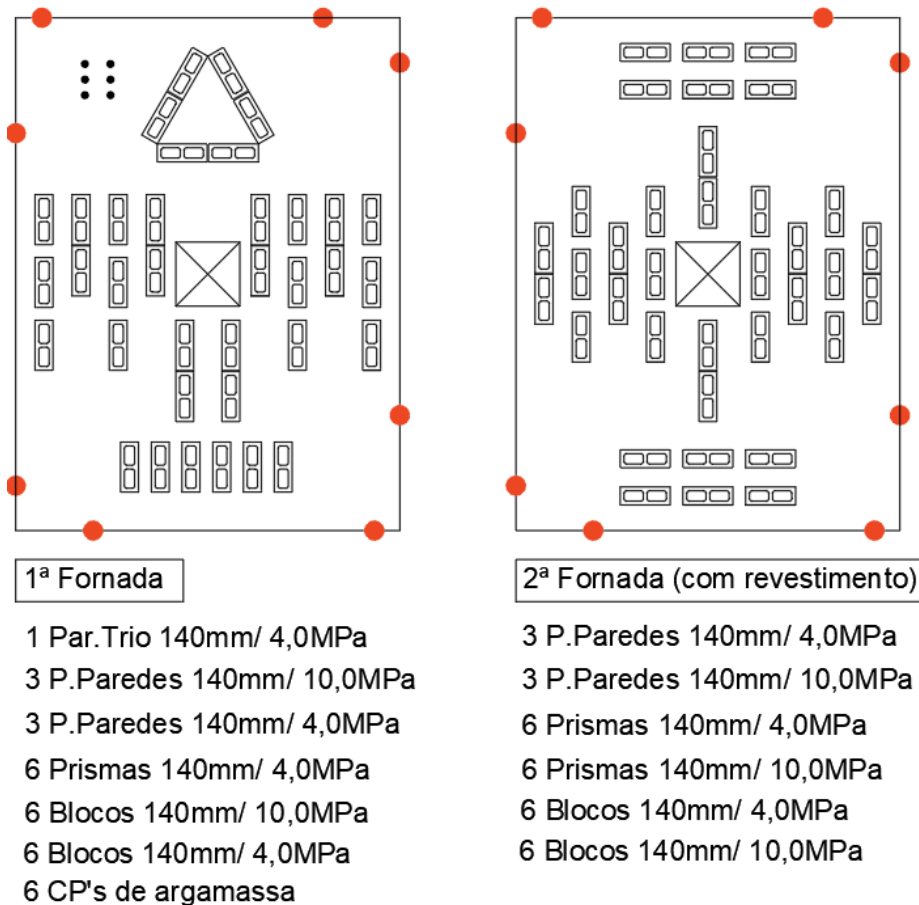 1ª Fornada
1 Par.Trio 140mm/ 4,0MPa
3 P.Paredes 140mm/ 10,0MPa
3 P.Paredes 140mm/ 4,0MPa
6 Prismas 140mm/ 4,0MPa
6 Blocos 140mm/ 10,0MPa
6 Blocos 140mm/ 4,0MPa
6 CP's de argamassa
2ª Fornada (com revestimento)
3 P.Paredes 140mm/ 4,0MPa
3 P.Paredes 140mm/ 10,0MPa
6 Prismas 140mm/ 4,0MPa
6 Prismas 140mm/ 10,0MPa
6 Blocos 140mm/ 4,0MPa
6 Blocos 140mm/ 10,0MPa